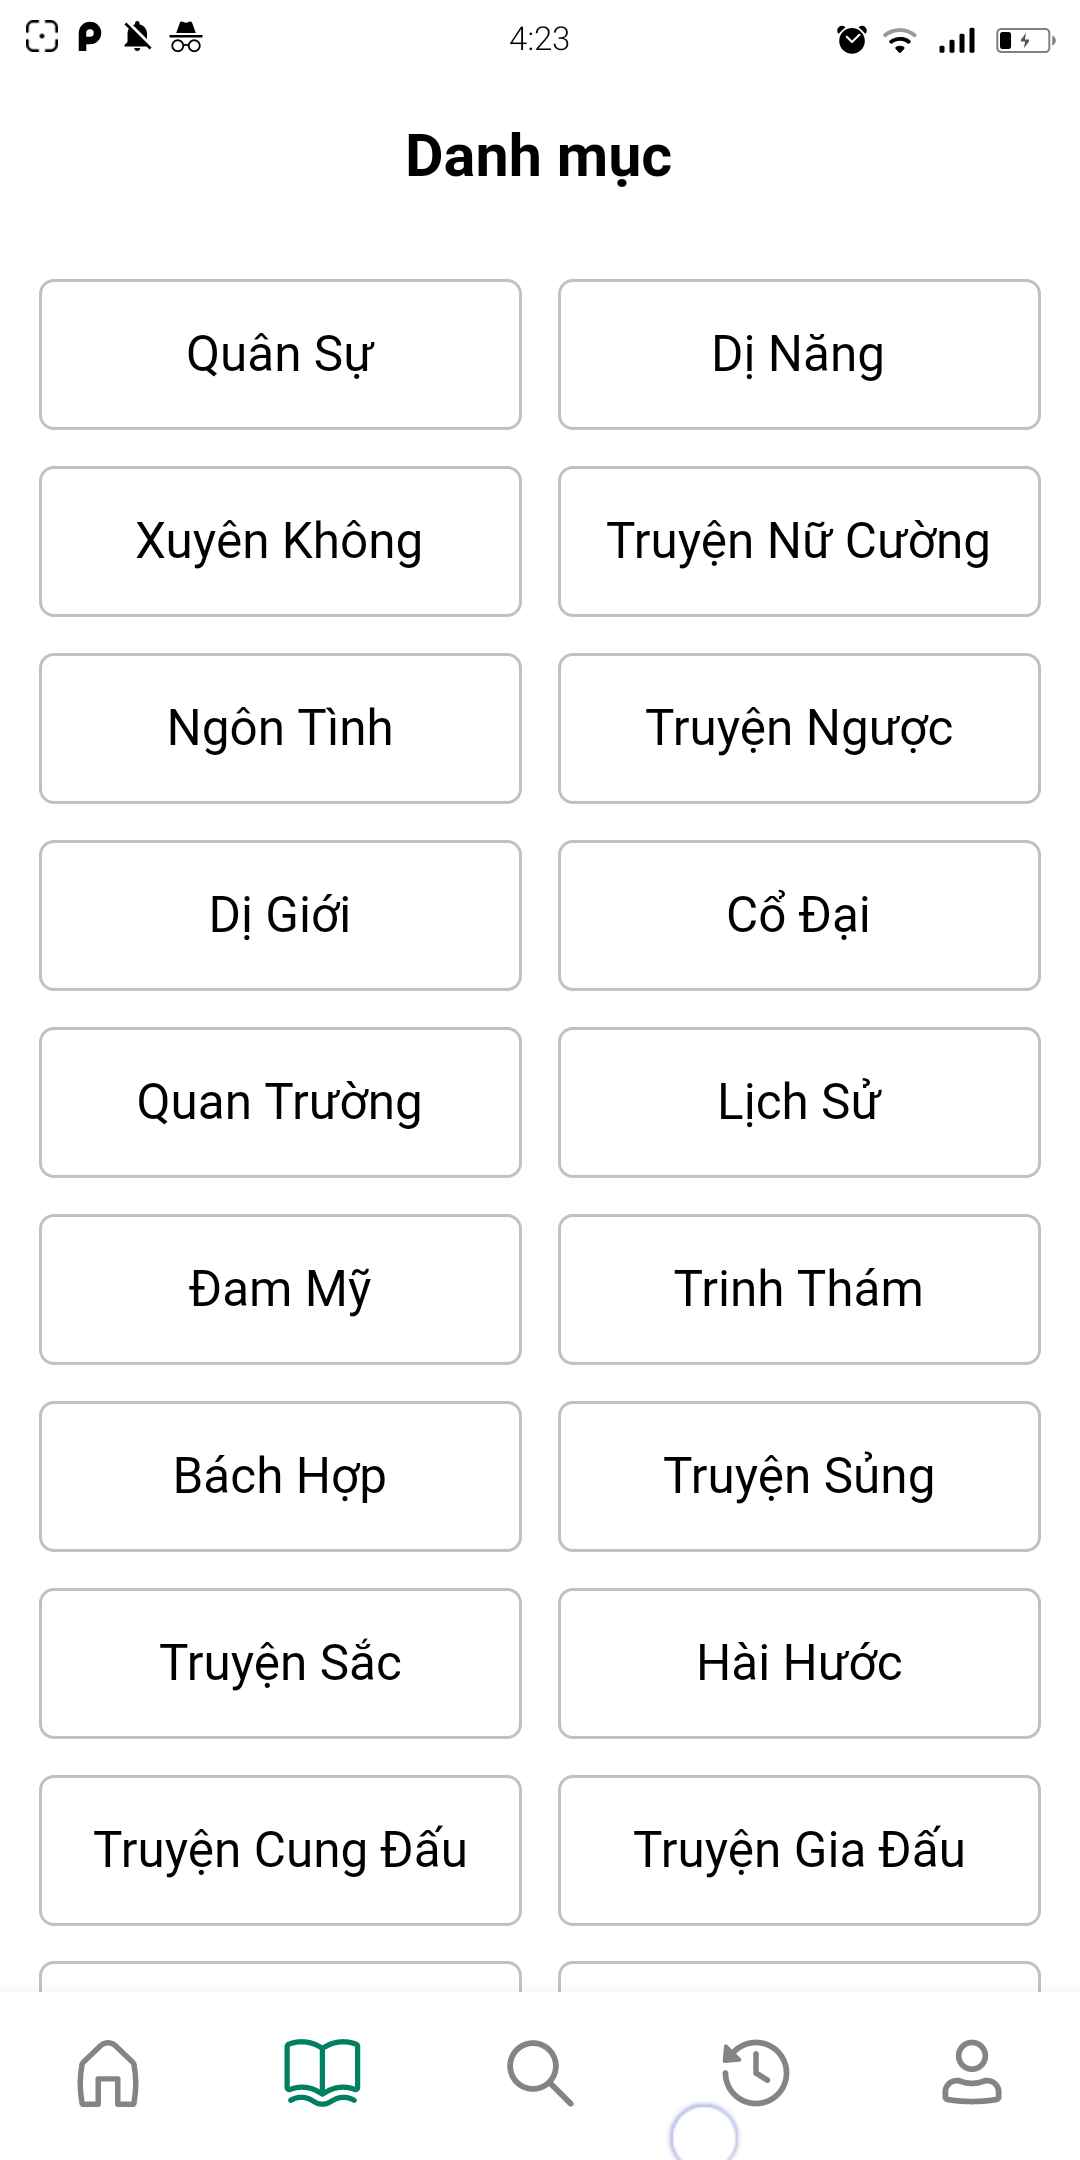 4:23
Danh mục
Quân Sự
Dị Năng
Xuyên Không
Truyện Nữ Cường
Ngôn Tình
Truyện Ngược
Dị Giới
Cổ Đại
Quan Trường
Lịch Sử
Đam Mỹ
Trinh Thám
Bách Hợp
Truyện Sủng
Truyện Sắc
Hài Hước
Truyện Cung Đấu
Truyện Gia Đấu